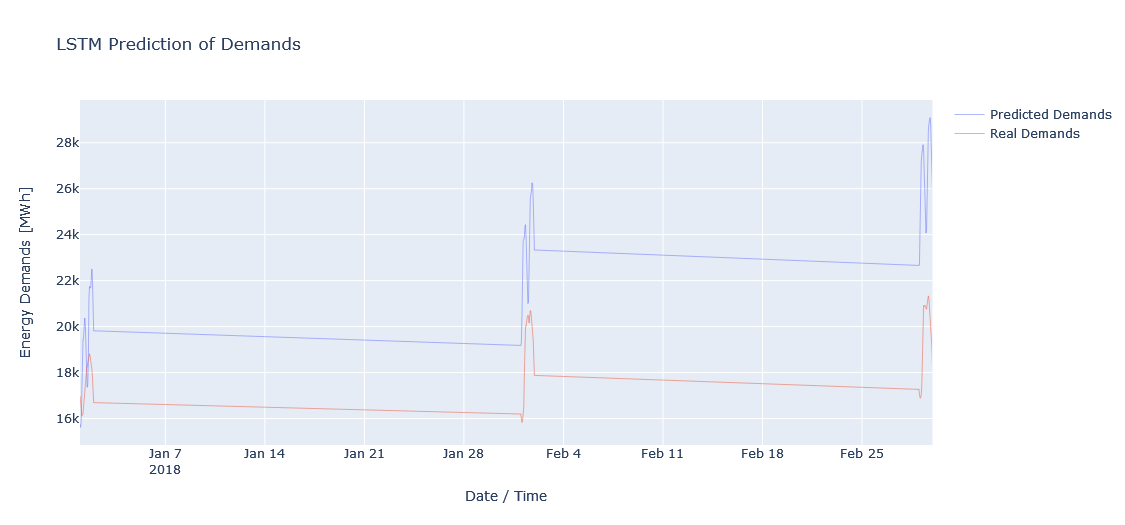 LSTM Prediction of Demands
Predicted Demands
Real Demands
Energy Demands [MWh]
28k
26k
24k
22k
20k
18k
16k
Jan 7
2018
Jan 14
Jan 21
Jan 28
Feb 4
Feb 11
Feb 18
Feb 25
Date / Time